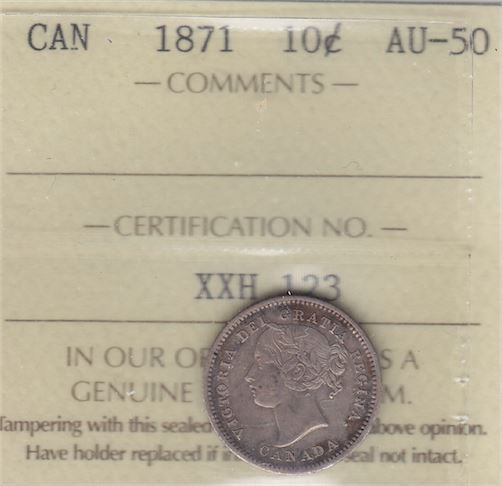 CAN 1871 10¢ AU-50
— COMMENTS —
— CERTIFICATION NO. —
XXH 123
IN OUR S A
GENUINE M.
Tampering with this sealed above opinion.
Have holder replaced if seal not intact.
VICTORIA DEI GRATIA REGINA.
CANADA